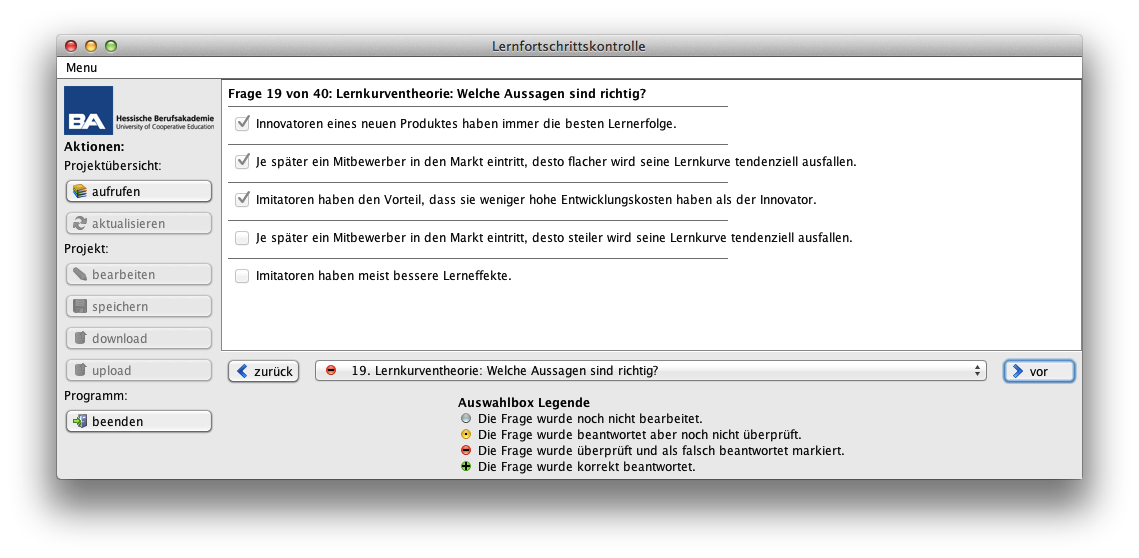 Lernfortschrittskontrolle
Menu
BA Hessische Berufsakademie
University of Cooperative Education
Aktionen:
Projektübersicht:
aufrufen
aktualisieren
Projekt:
bearbeiten
speichern
download
upload
Programm:
beenden
Frage 19 von 40: Lernkurventheorie: Welche Aussagen sind richtig?
Innovatoren eines neuen Produktes haben immer die besten Lernerfolge.
Je später ein Mitbewerber in den Markt eintritt, desto flacher wird seine Lernkurve tendenziell ausfallen.
Imitatoren haben den Vorteil, dass sie weniger hohe Entwicklungskosten haben als der Innovator.
Je später ein Mitbewerber in den Markt eintritt, desto steiler wird seine Lernkurve tendenziell ausfallen.
Imitatoren haben meist bessere Lerneffekte.
zurück
19. Lernkurventheorie: Welche Aussagen sind richtig?
vor
Auswahlbox Legende
Die Frage wurde noch nicht bearbeitet.
Die Frage wurde beantwortet aber noch nicht überprüft.
Die Frage wurde überprüft und als falsch beantwortet markiert.
Die Frage wurde korrekt beantwortet.